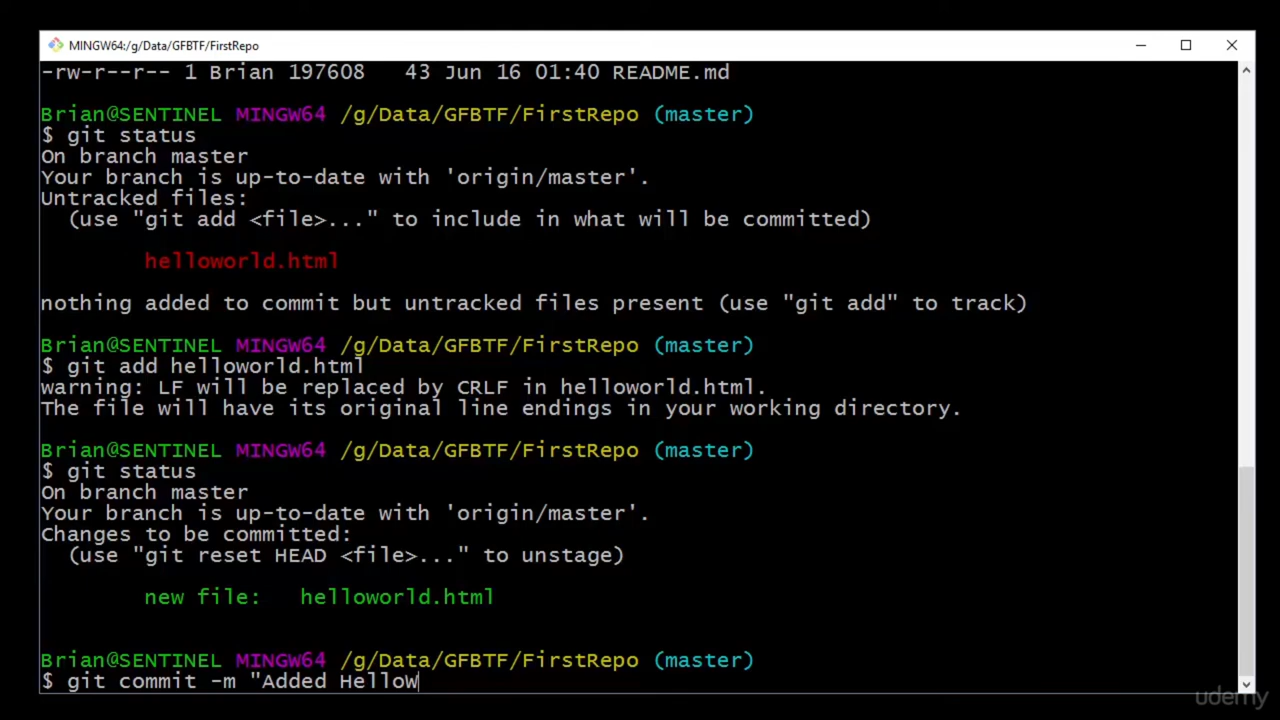 MINGW64:/g/Data/GFBTF/FirstRepo
-rw-r--r-- 1 Brian 197608   43 Jun 16 01:40 README.md
Brian@SENTINEL MINGW64 /g/Data/GFBTF/FirstRepo (master)
$ git status
On branch master
Your branch is up-to-date with 'origin/master'.
Untracked files:
  (use "git add <file>..." to include in what will be committed)
helloworld.html
nothing added to commit but untracked files present (use "git add" to track)
Brian@SENTINEL MINGW64 /g/Data/GFBTF/FirstRepo (master)
$ git add helloworld.html
warning: LF will be replaced by CRLF in helloworld.html.
The file will have its original line endings in your working directory.
Brian@SENTINEL MINGW64 /g/Data/GFBTF/FirstRepo (master)
$ git status
On branch master
Your branch is up-to-date with 'origin/master'.
Changes to be committed:
  (use "git reset HEAD <file>..." to unstage)
new file:   helloworld.html
Brian@SENTINEL MINGW64 /g/Data/GFBTF/FirstRepo (master)
$ git commit -m "Added HelloW
udemy